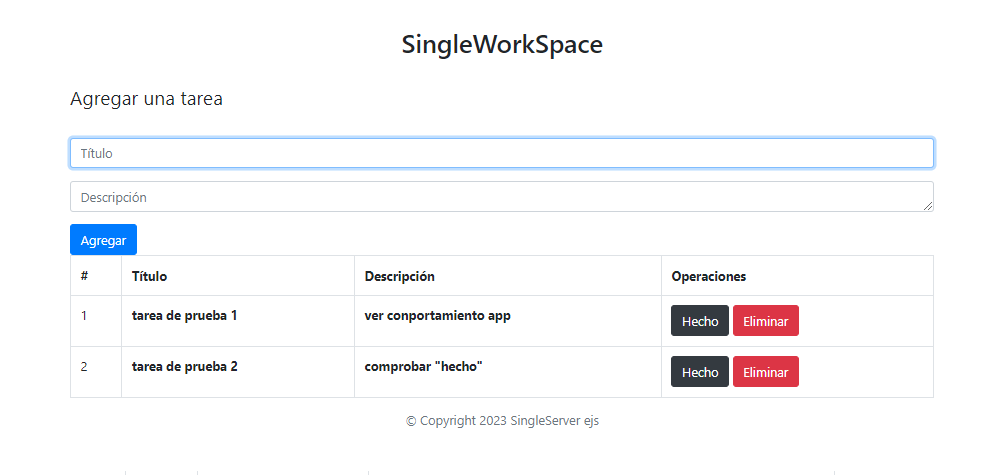 SingleWorkSpace
Agregar una tarea
Título
Descripción
Agregar
# Título Descripción Operaciones
1 tarea de prueba 1 ver conportamiento app Hecho Eliminar
2 tarea de prueba 2 comprobar "hecho" Hecho Eliminar
© Copyright 2023 SingleServer ejs